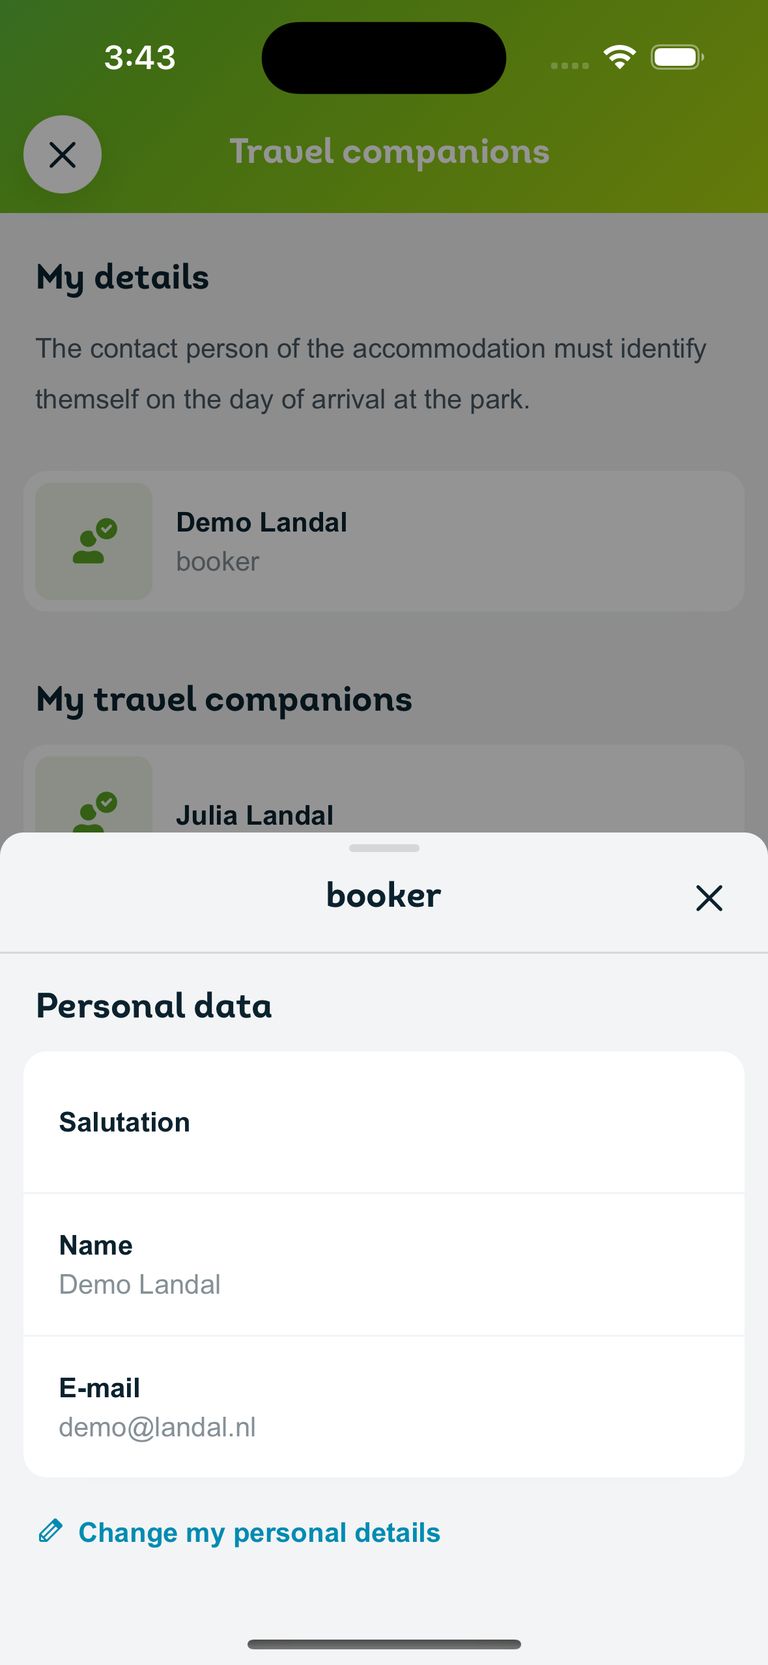 3:43
Travel companions
My details
The contact person of the accommodation must identify
themself on the day of arrival at the park.
Demo Landal
booker
My travel companions
Julia Landal
booker
Personal data
Salutation
Name
Demo Landal
E-mail
demo@landal.nl
Change my personal details